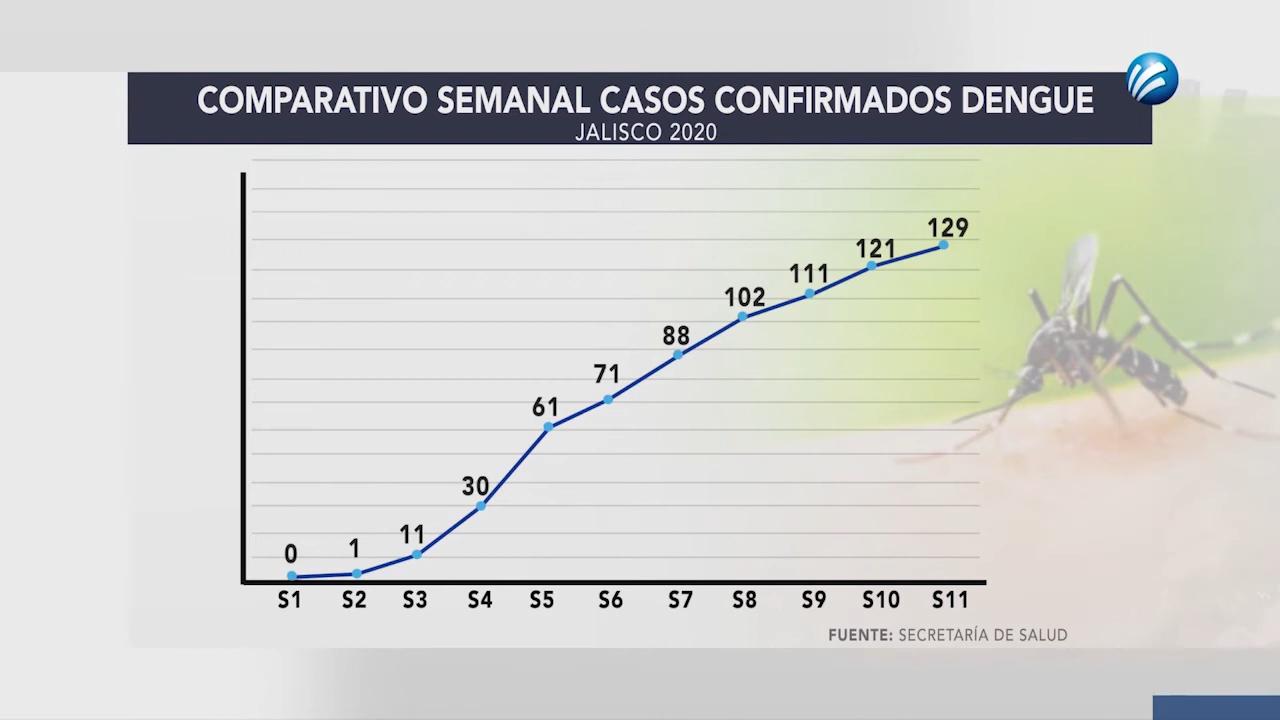 COMPARATIVO SEMANAL CASOS CONFIRMADOS DENGUE
JALISCO 2020
129
121
111
102
88
71
61
30
11
1
0
S1 S2 S3 S4 S5 S6 S7 S8 S9 S10 S11
FUENTE: SECRETARÍA DE SALUD